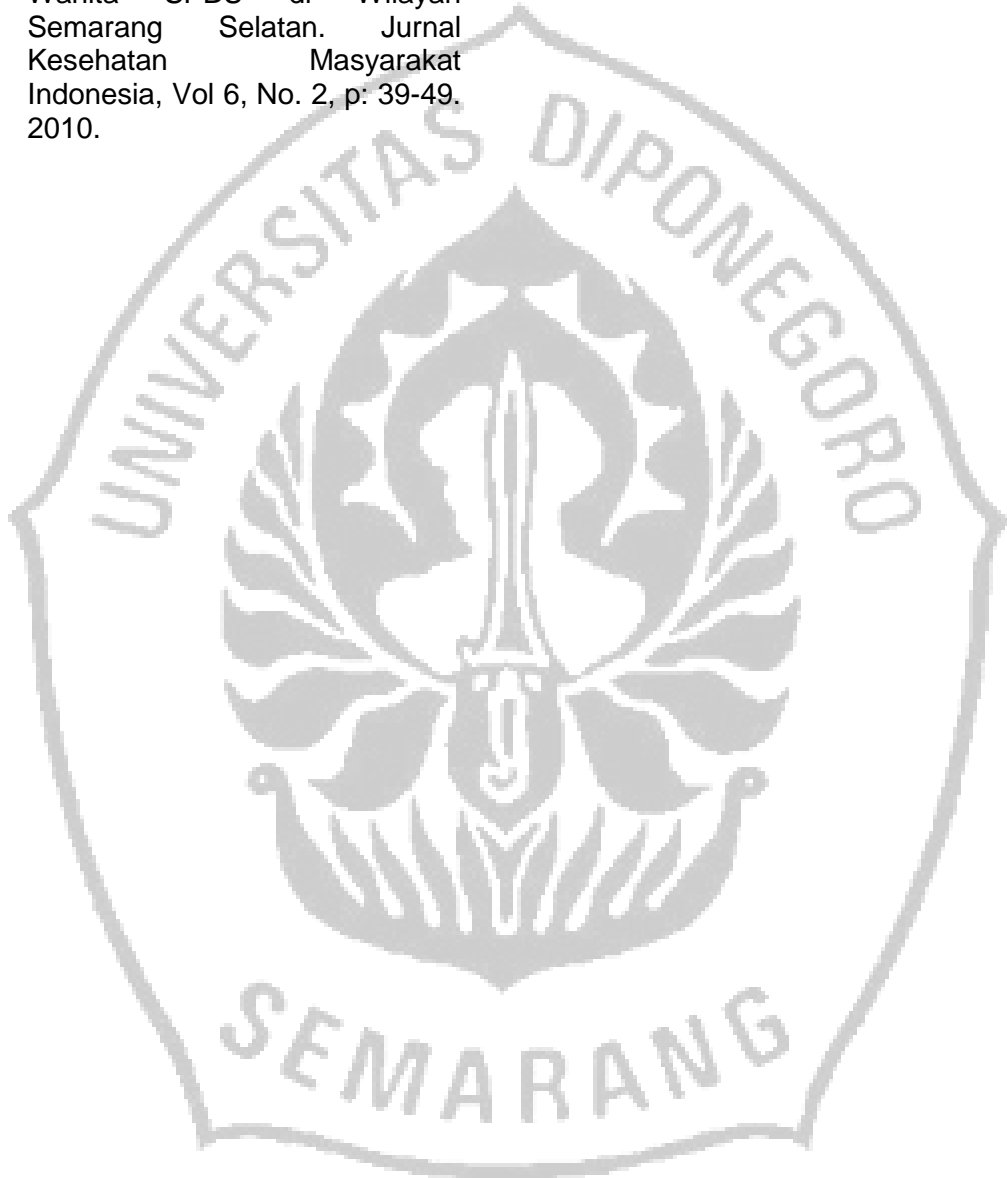 Semarang Selatan. Jurnal
Kesehatan Masyarakat
Indonesia, Vol 6, No. 2, p: 39-49.
2010.
UNIVERSITAS DIPONEGORO
SEMARANG